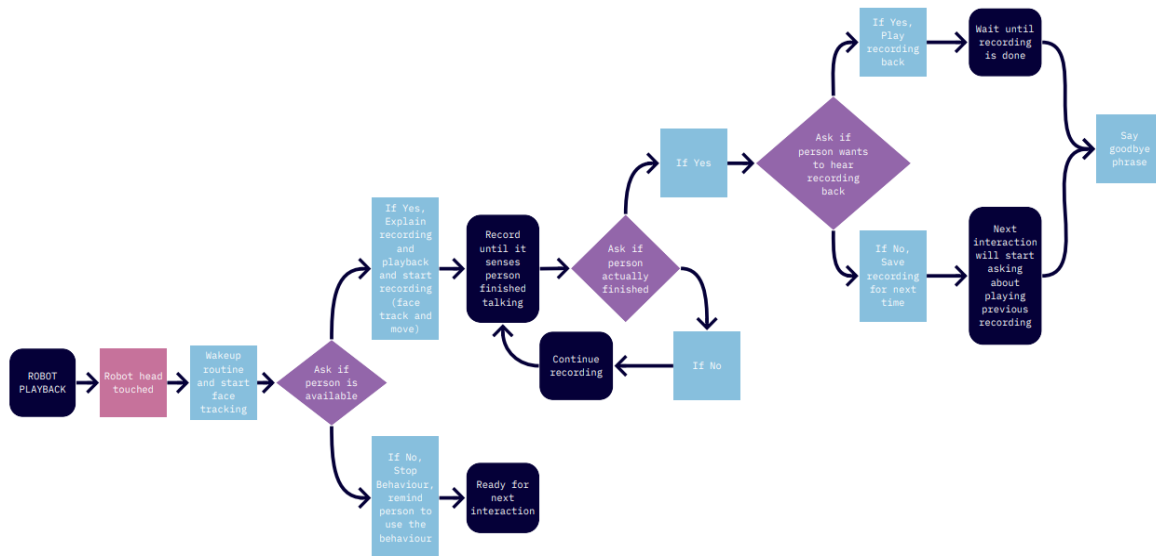 ROBOT
PLAYBACK
Robot head
touched
Wakeup
routine
and start
face
tracking
Ask if
person is
available
If Yes,
Explain
recording
and
playback
and start
recording
(face
track and
move)
Record
until it
senses
person
finished
talking
Ask if
person
actually
finished
If No
Continue
recording
If Yes
Ask if
person wants
to hear
recording
back
If Yes,
Play
recording
back
Wait until
recording
is done
If No,
Save
recording
for next
time
Next
interaction
will start
asking
about
playing
previous
recording
Say
goodbye
phrase
If No,
Stop
Behaviour,
remind
person to
use the
behaviour
Ready for
next
interaction